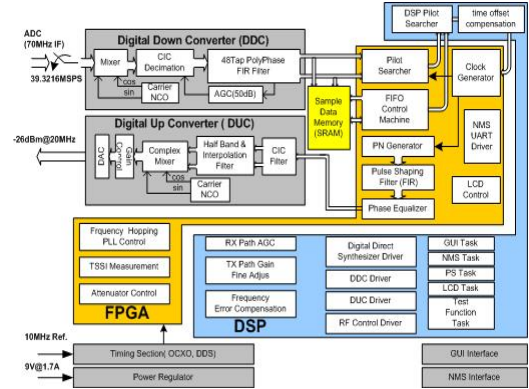 ADC
(70MHz IF)
39.3216MSPS
Digital Down Converter (DDC)
Mixer
CIC
Decimation
48Tap PolyPhase
FIR Filter
cos
sin
Carrier
NCO
AGC(50dB)
Digital Up Converter (DUC)
-26dBm@20MHz
DAC
Gain
Control
Complex
Mixer
Half Band &
Interpolation
Filter
CIC
Filter
cos
sin
Carrier
NCO
Sample
Data
Memory
(SRAM)
DSP Pilot
Searcher
time offset
compensation
Pilot
Searcher
Clock
Generator
FIFO
Control
Machine
NMS
UART
Driver
PN Generator
Pulse Shaping
Filter (FIR)
LCD
Control
Phase Equalizer
Frquency Hopping
PLL Control
TSSI Measurement
Attenuator Control
FPGA
RX Path AGC
TX Path Gain
Fine Adjus
Frequency
Error Compensation
DSP
Digital Direct
Synthesizer Driver
DDC Driver
DUC Driver
RF Control Driver
GUI Task
NMS Task
PS Task
LCD Task
Test
Function
Task
10MHz Ref.
Timing Section( OCXO, DDS)
9V@1.7A
Power Regulator
GUI Interface
NMS Interface